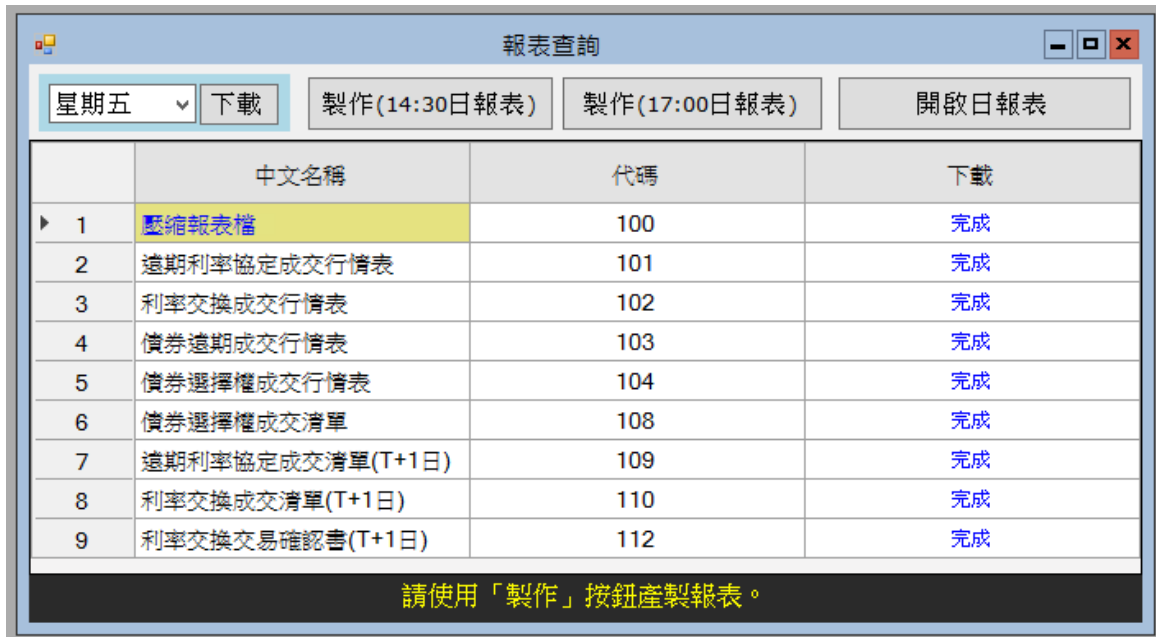 報表查詢
星期五 下載 製作(14:30日報表) 製作(17:00日報表) 開啟日報表
中文名稱 代碼 下載
1 壓縮報表檔 100 完成
2 遠期利率協定成交行情表 101 完成
3 利率交換成交行情表 102 完成
4 債券遠期成交行情表 103 完成
5 債券選擇權成交行情表 104 完成
6 債券選擇權成交清單 108 完成
7 遠期利率協定成交清單(T+1日) 109 完成
8 利率交換成交清單(T+1日) 110 完成
9 利率交換交易確認書(T+1日) 112 完成
請使用「製作」按鈕產製報表。